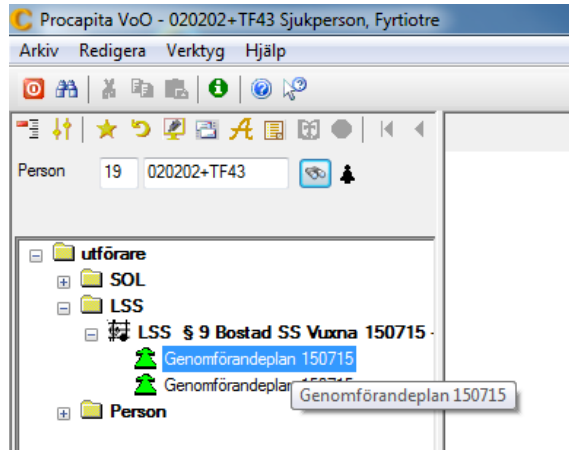 Procapita VoO - 020202+TF43 Sjukperson, Fyrtiotre
Arkiv Redigera Verktyg Hjälp
Person 19 020202+TF43
utförare
SOL
LSS
LSS § 9 Bostad SS Vuxna 150715 -
Genomförandeplan 150715
Genomförandeplan
Genomförandeplan 150715
Person